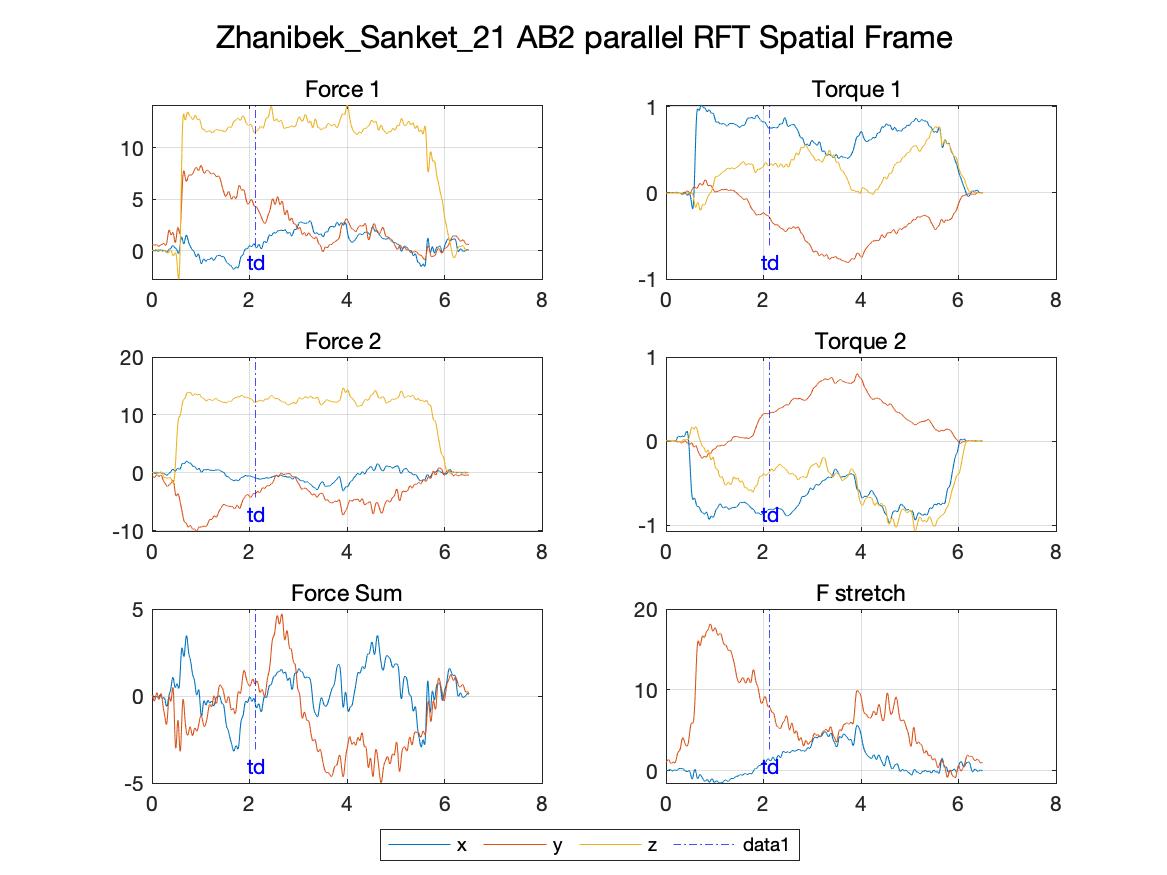 Zhanibek_Sanket_21 AB2 parallel RFT Spatial Frame
Force 1
10
5
0
td
0 2 4 6 8
Torque 1
1
0
-1
td
0 2 4 6 8
Force 2
20
10
0
-10
td
0 2 4 6 8
Torque 2
1
0
-1
td
0 2 4 6 8
Force Sum
5
0
-5
td
0 2 4 6 8
F stretch
20
10
0
td
0 2 4 6 8
x y z data1